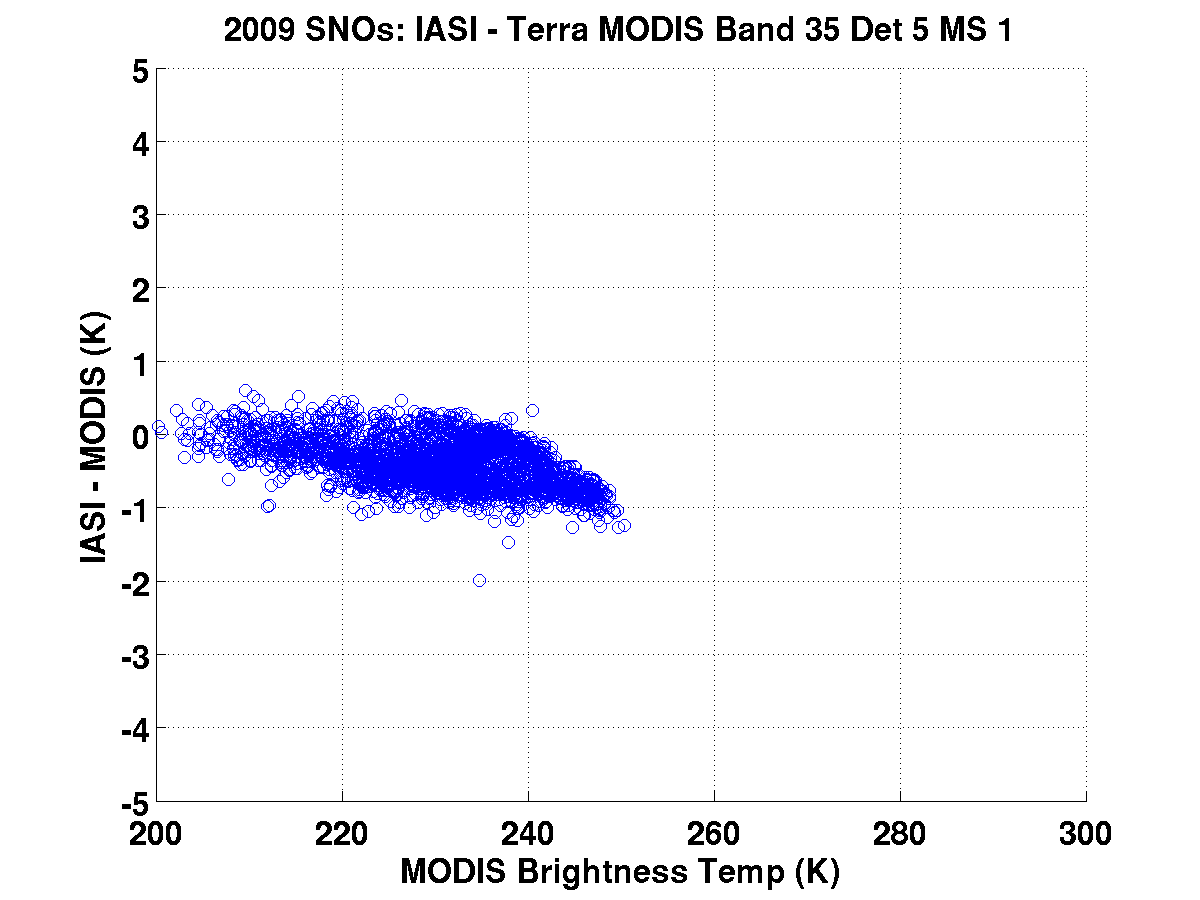 2009 SNOs: IASI - Terra MODIS Band 35 Det 5 MS 1
5
4
3
2
1
0
-1
-2
-3
-4
-5
IASI - MODIS (K)
200 220 240 260 280 300
MODIS Brightness Temp (K)